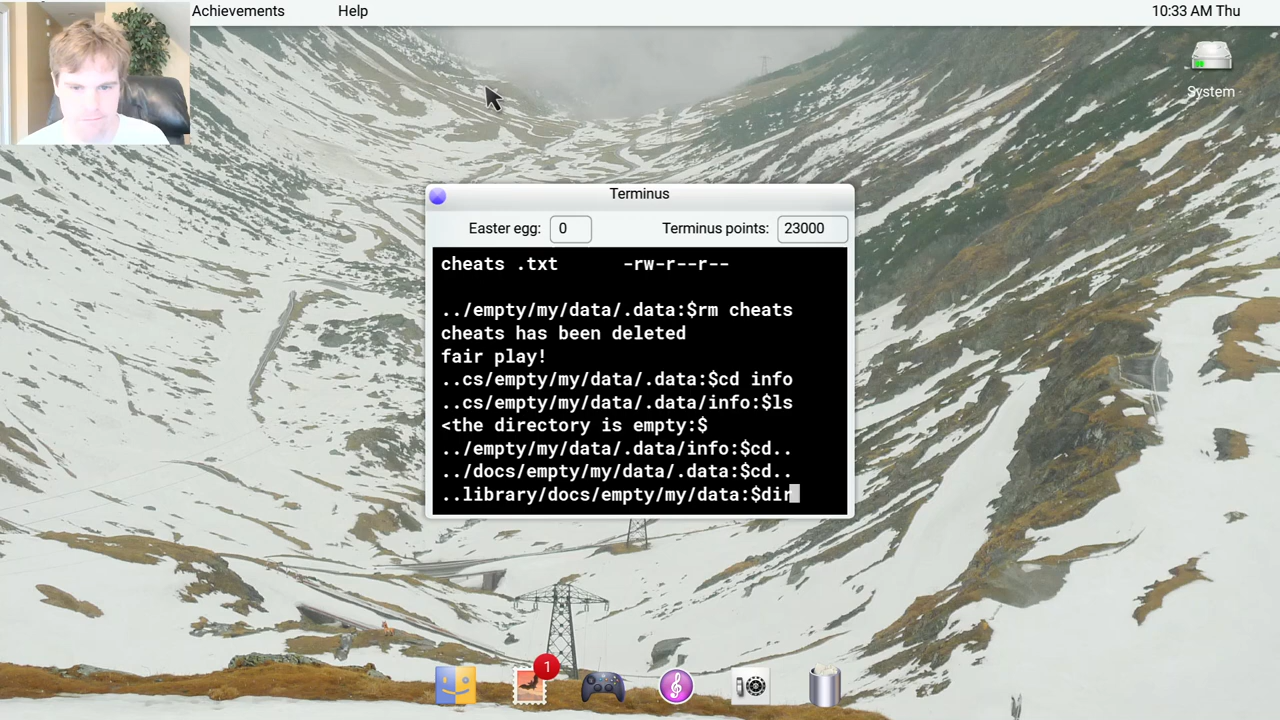 Achievements
Help
10:33 AM Thu
System
Terminus
Easter egg: 0
Terminus points: 23000
cheats .txt -rw-r--r--
../empty/my/data/.data:$rm cheats
cheats has been deleted
fair play!
..cs/empty/my/data/.data:$cd info
..cs/empty/my/data/.data/info:$ls
<the directory is empty:$
../empty/my/data/.data/info:$cd..
../docs/empty/my/data/.data:$cd..
..library/docs/empty/my/data:$dir
1